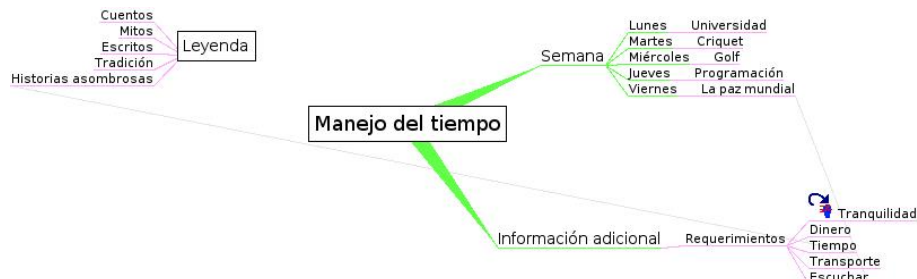 Cuentos
Mitos
Escritos
Tradición
Historias asombrosas
Leyenda
Manejo del tiempo
Semana
Lunes Universidad
Martes Criquet
Miércoles Golf
Jueves Programación
Viernes La paz mundial
Información adicional
Requerimientos
Tranquilidad
Dinero
Tiempo
Transporte
Escuchar